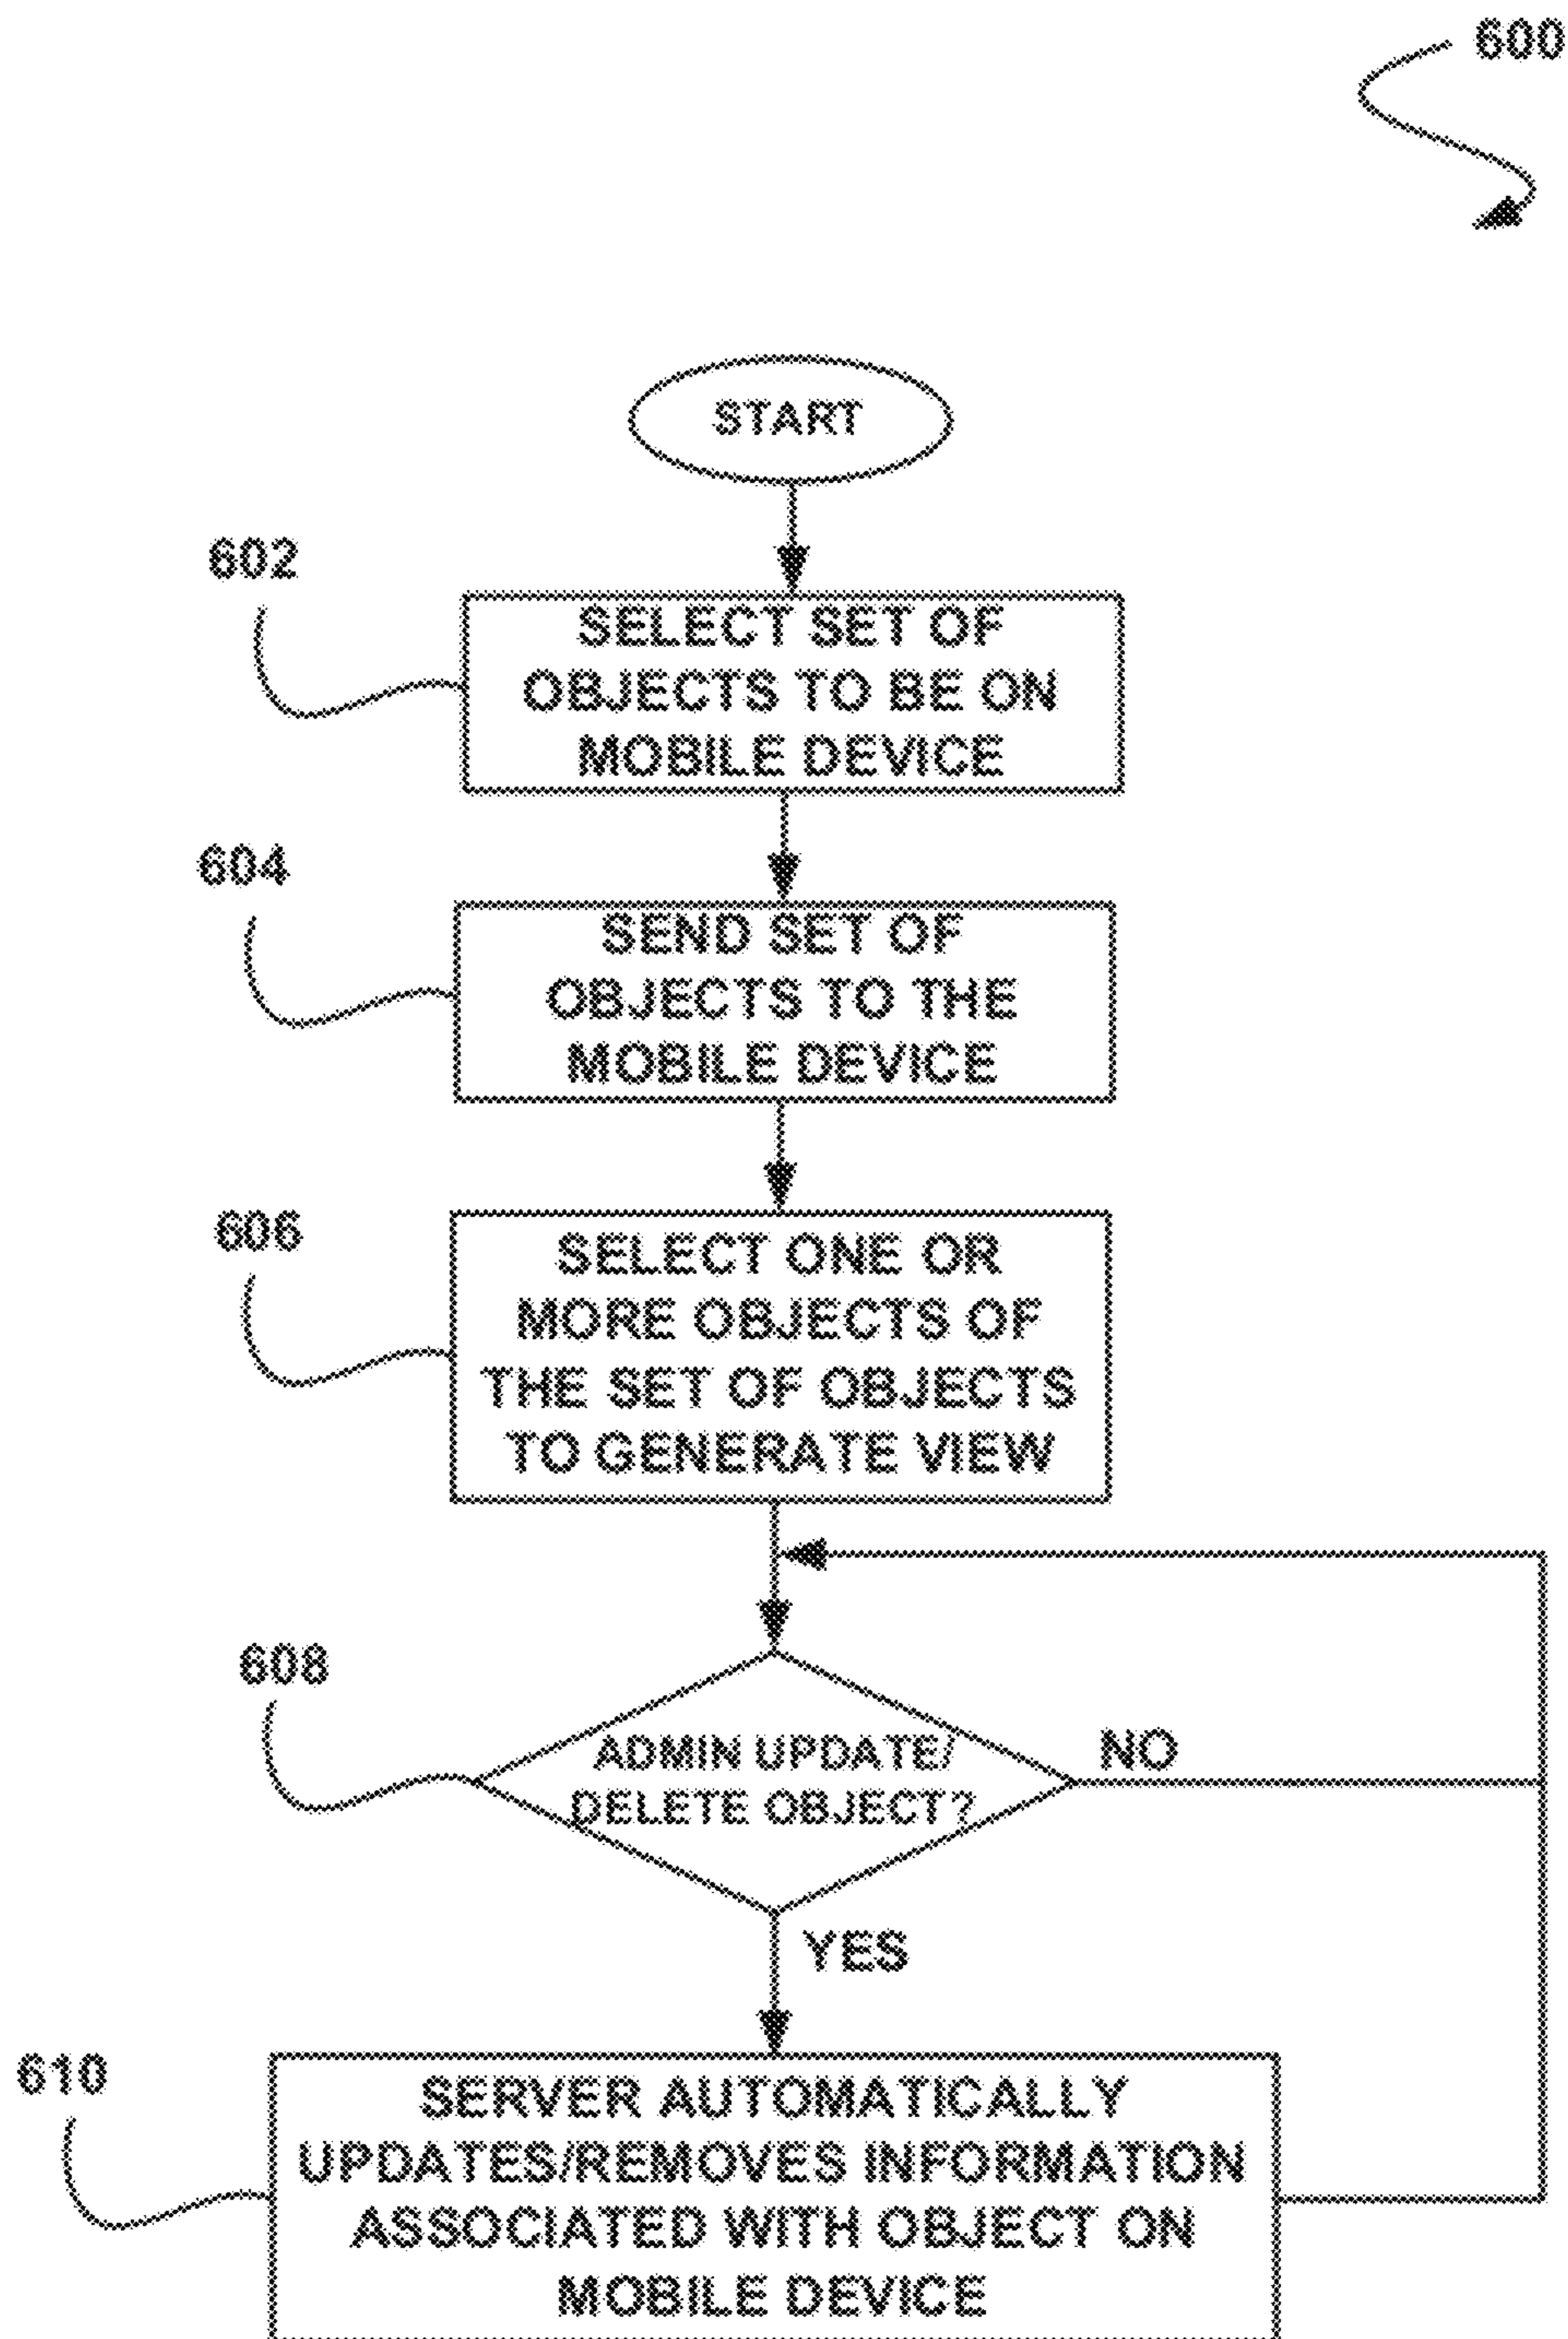 600
START
602
SELECT SET OF
OBJECTS TO BE ON
MOBILE DEVICE
604
SEND SET OF
OBJECTS TO THE
MOBILE DEVICE
606
SELECT ONE OR
MORE OBJECTS OF
THE SET OF OBJECTS
TO GENERATE VIEW
608
ADMIN UPDATE/
DELETE OBJECT?
NO
YES
610
SERVER AUTOMATICALLY
UPDATES/REMOVES INFORMATION
ASSOCIATED WITH OBJECT ON
MOBILE DEVICE